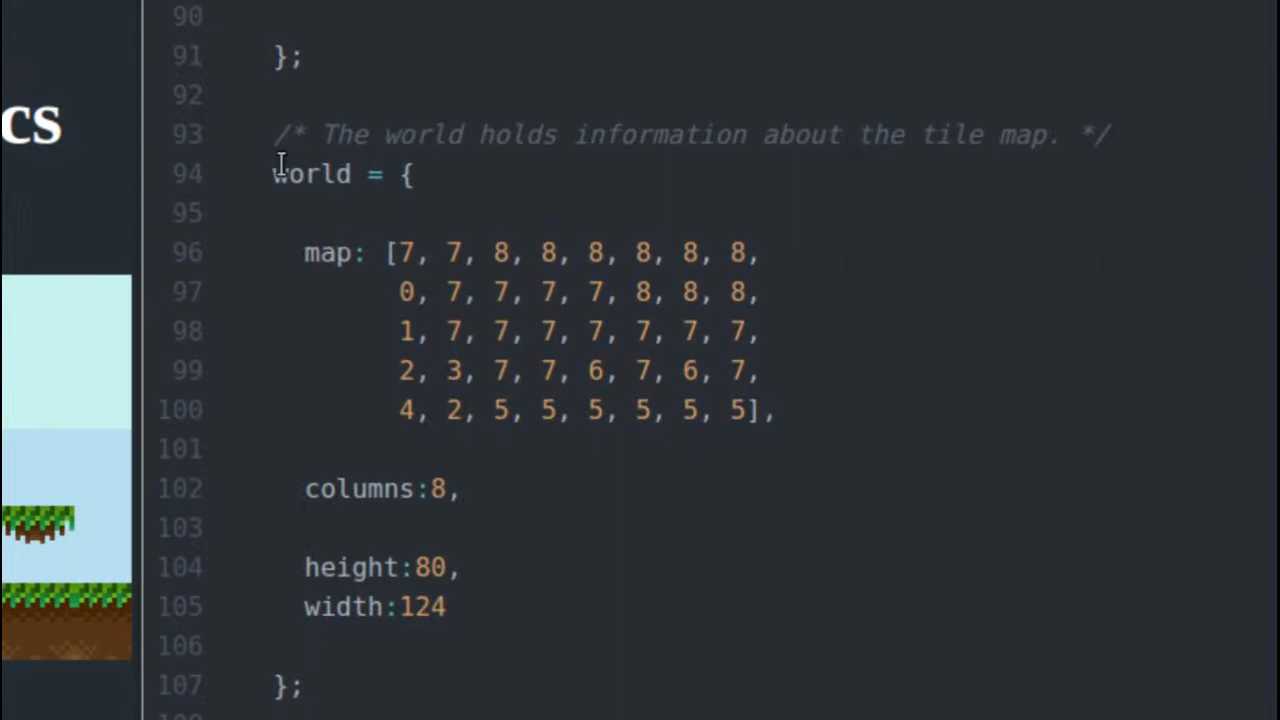 cs
90
91 };
92
93 /* The world holds information about the tile map. */
94 world = {
95
96 map: [7, 7, 8, 8, 8, 8, 8, 8,
97 0, 7, 7, 7, 7, 8, 8, 8,
98 1, 7, 7, 7, 7, 7, 7, 7,
99 2, 3, 7, 7, 6, 7, 6, 7,
100 4, 2, 5, 5, 5, 5, 5, 5],
101
102 columns:8,
103
104 height:80,
105 width:124
106
107 };